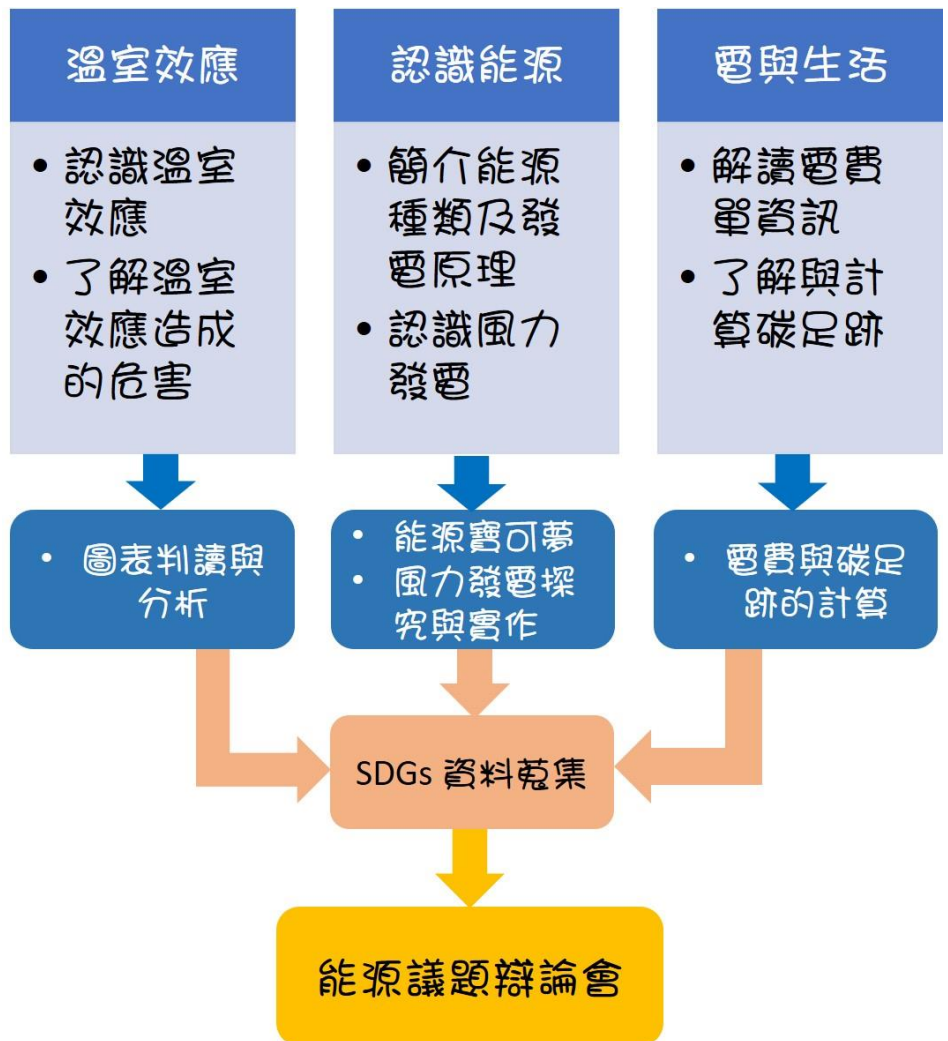 溫室效應
• 認識溫室
效應
• 了解溫室
效應造成
的危害
認識能源
• 簡介能源
種類及發
電原理
• 認識風力
發電
電與生活
• 解讀電費
單資訊
• 了解與計
算碳足跡
• 圖表判讀與
分析
• 能源寶可夢
• 風力發電探
究與實作
• 電費與碳足
跡的計算
SDGs 資料蒐集
能源議題辯論會